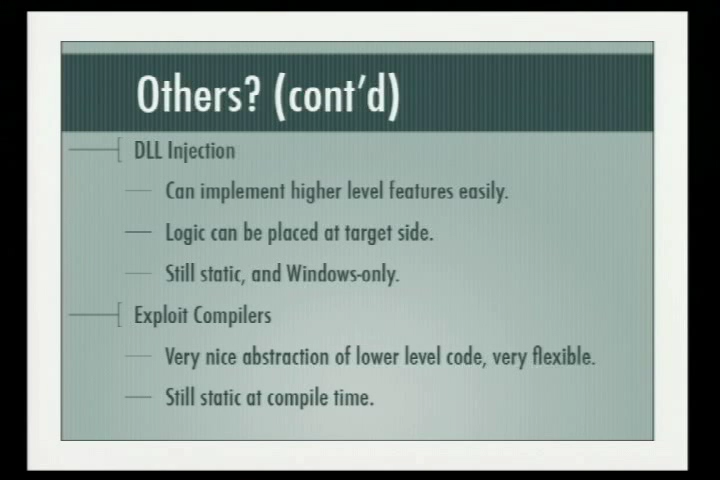 Others? (cont'd)
DLL Injection
Can implement higher level features easily.
Logic can be placed at target side.
Still static, and Windows-only.
Exploit Compilers
Very nice abstraction of lower level code, very flexible.
Still static at compile time.